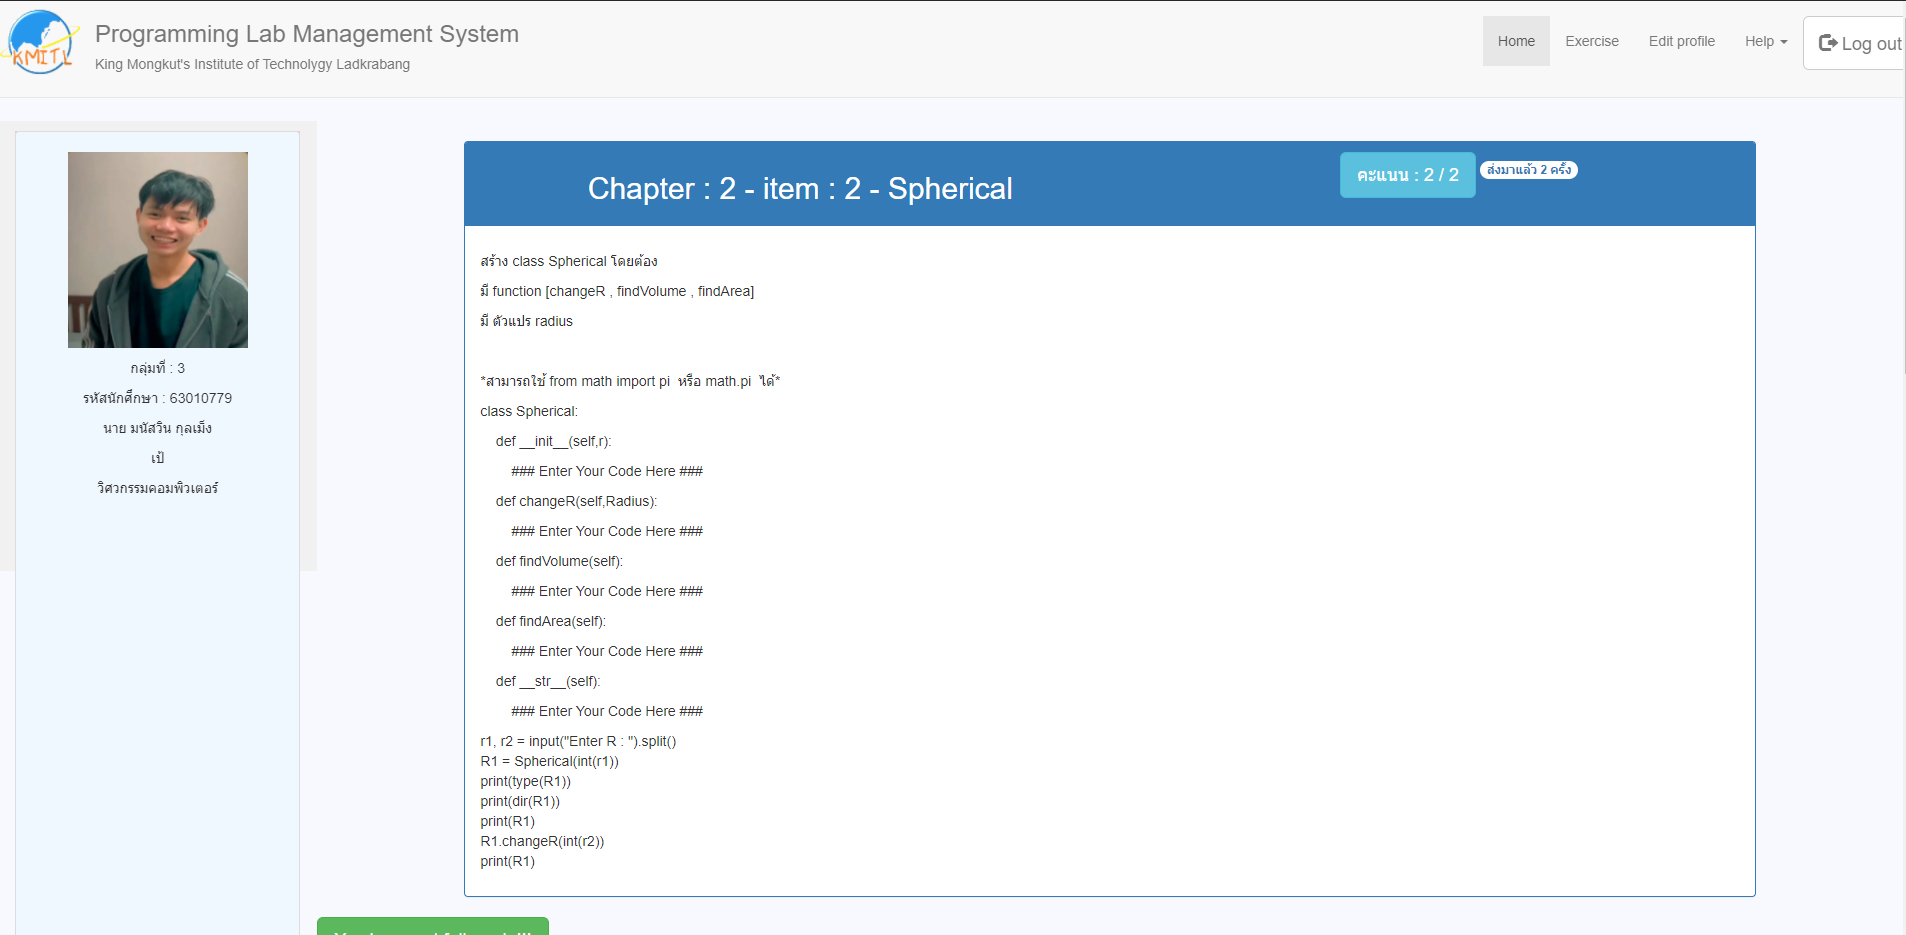 KMITL
Programming Lab Management System
King Mongkut's Institute of Technolygy Ladkrabang
Home
Exercise
Edit profile
Help
Log out
กลุ่มที่ : 3
รหัสนักศึกษา : 63010779
นาย มนัสวิน กุลเม็ง
เป้
วิศวกรรมคอมพิวเตอร์
Chapter : 2 - item : 2 - Spherical
คะแนน : 2 / 2
ส่งมาแล้ว 2 ครั้ง
สร้าง class Spherical โดยต้อง
มี function [changeR , findVolume , findArea]
มี ตัวแปร radius
*สามารถใช้ from math import pi  หรือ math.pi  ได้*
class Spherical:
    def __init__(self,r):
        ### Enter Your Code Here ###
    def changeR(self,Radius):
        ### Enter Your Code Here ###
    def findVolume(self):
        ### Enter Your Code Here ###
    def findArea(self):
        ### Enter Your Code Here ###
    def __str__(self):
        ### Enter Your Code Here ###
r1, r2 = input("Enter R : ").split()
R1 = Spherical(int(r1))
print(type(R1))
print(dir(R1))
print(R1)
R1.changeR(int(r2))
print(R1)